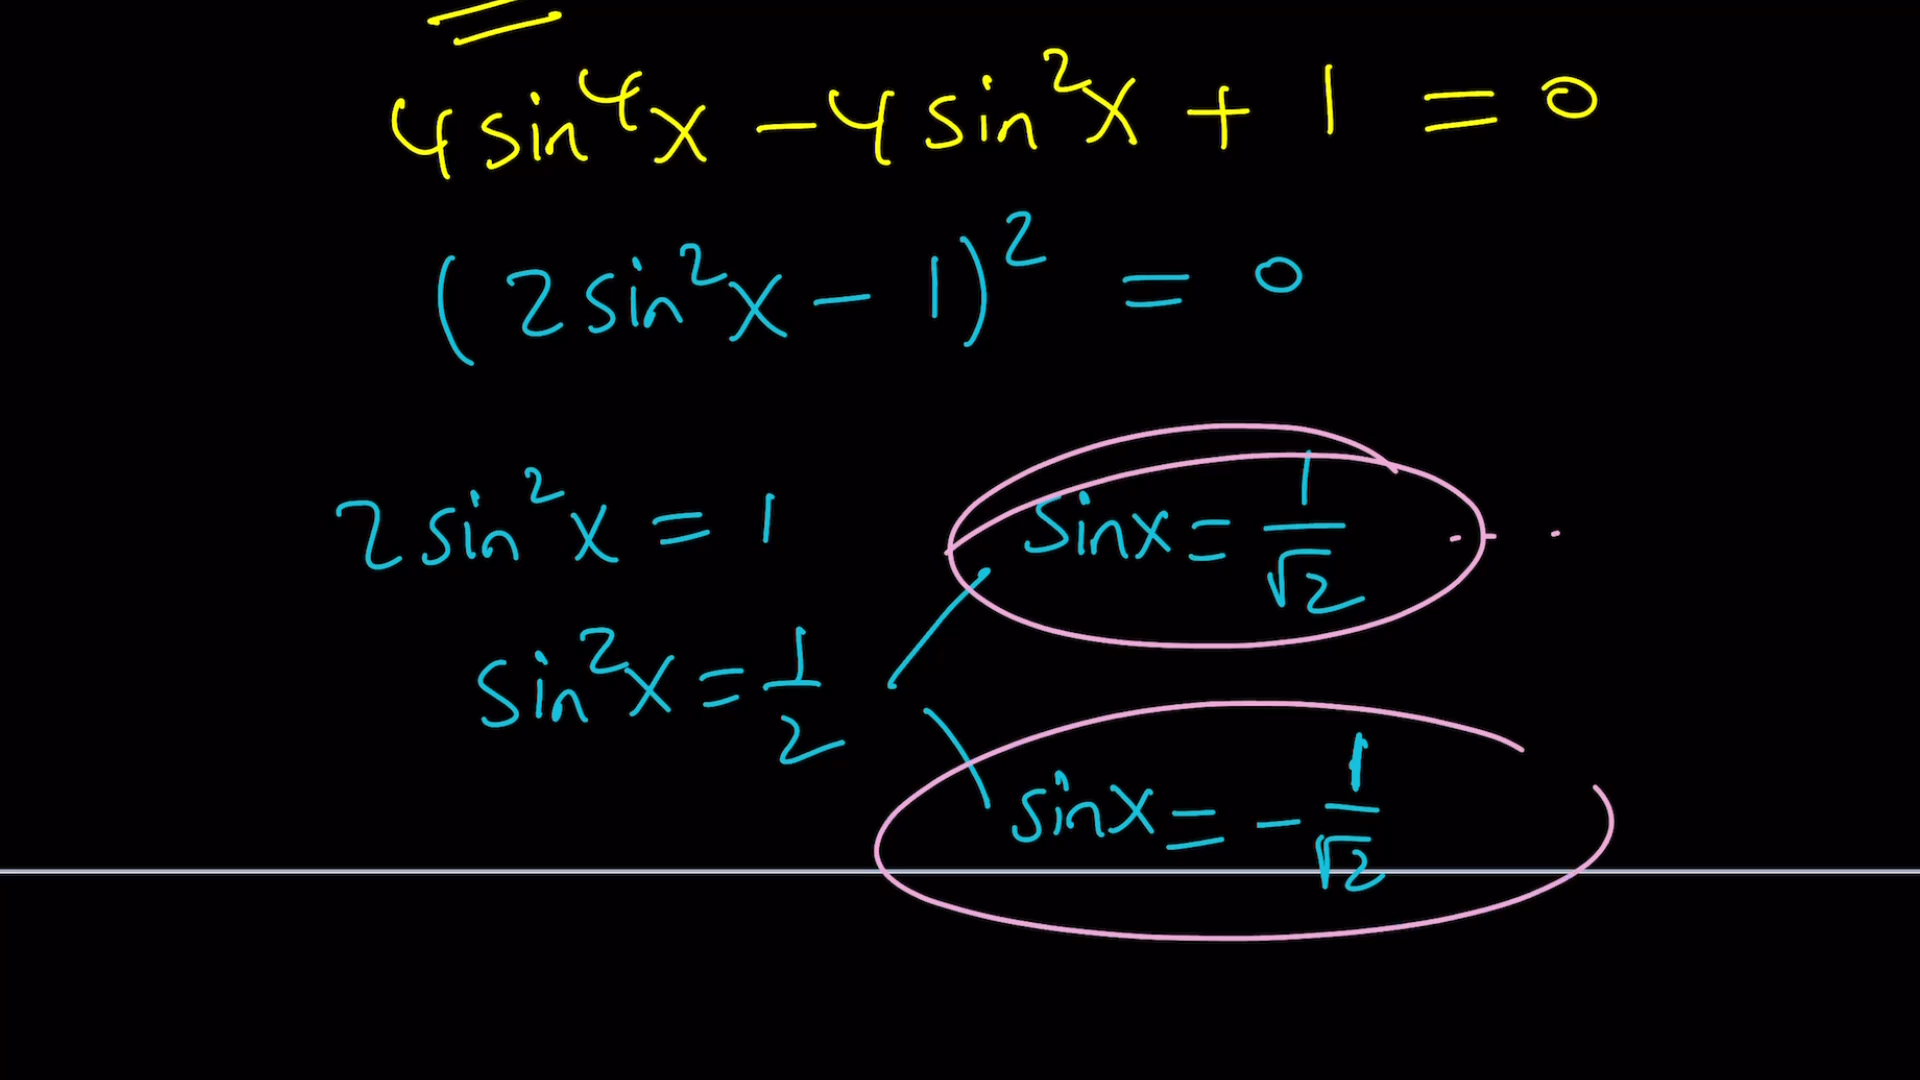 4sin⁴x − 4sin²x + 1 = 0
(2sin²x − 1)² = 0
2sin²x = 1
sinx = 1/√2
sin²x = 1/2
sinx = − 1/√2